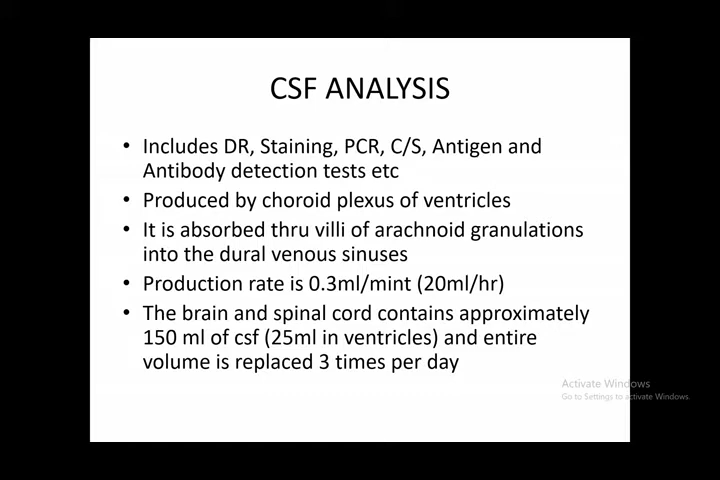 CSF ANALYSIS
• Includes DR, Staining, PCR, C/S, Antigen and
Antibody detection tests etc
• Produced by choroid plexus of ventricles
• It is absorbed thru villi of arachnoid granulations
into the dural venous sinuses
• Production rate is 0.3ml/mint (20ml/hr)
• The brain and spinal cord contains approximately
150 ml of csf (25ml in ventricles) and entire
volume is replaced 3 times per day
Activate Windows
Go to Settings to activate Windows.